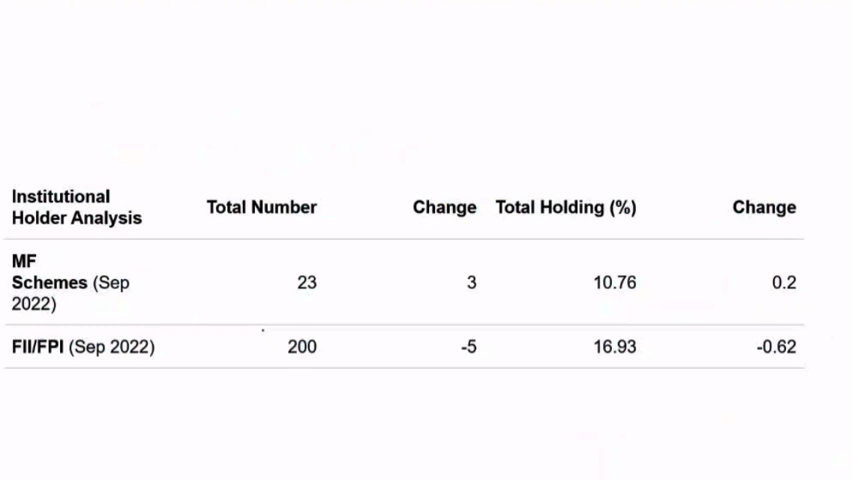 Institutional
Holder Analysis Total Number Change Total Holding (%) Change
MF
Schemes (Sep
2022) 23 3 10.76 0.2
FII/FPI (Sep 2022) 200 -5 16.93 -0.62